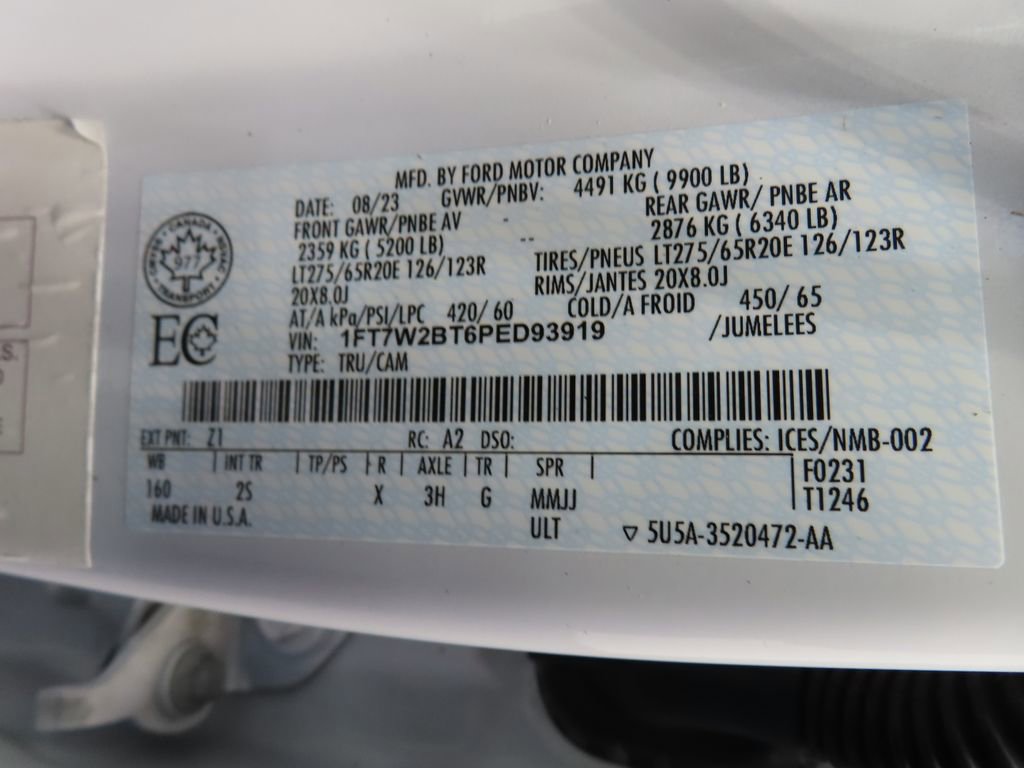 MFD. BY FORD MOTOR COMPANY
DATE: 08/23 GVWR/PNBV: 4491 KG ( 9900 LB)
FRONT GAWR/PNBE AV REAR GAWR/ PNBE AR
2359 KG ( 5200 LB) -- 2876 KG ( 6340 LB)
LT275/65R20E 126/123R TIRES/PNEUS LT275/65R20E 126/123R
20X8.0J RIMS/JANTES 20X8.0J
AT/A kPa/PSI/LPC 420/ 60 COLD/A FROID 450/ 65
VIN: 1FT7W2BT6PED93919 /JUMELEES
TYPE: TRU/CAM
CANADA
TRANSPORT
977
EC
EXT PNT: Z1 RC: A2 DSO: COMPLIES: ICES/NMB-002
WB | INT TR | TP/PS | R | AXLE | TR | SPR | F0231
160 2S X 3H G MMJJ T1246
MADE IN U.S.A. ULT ▽ 5U5A-3520472-AA
S.